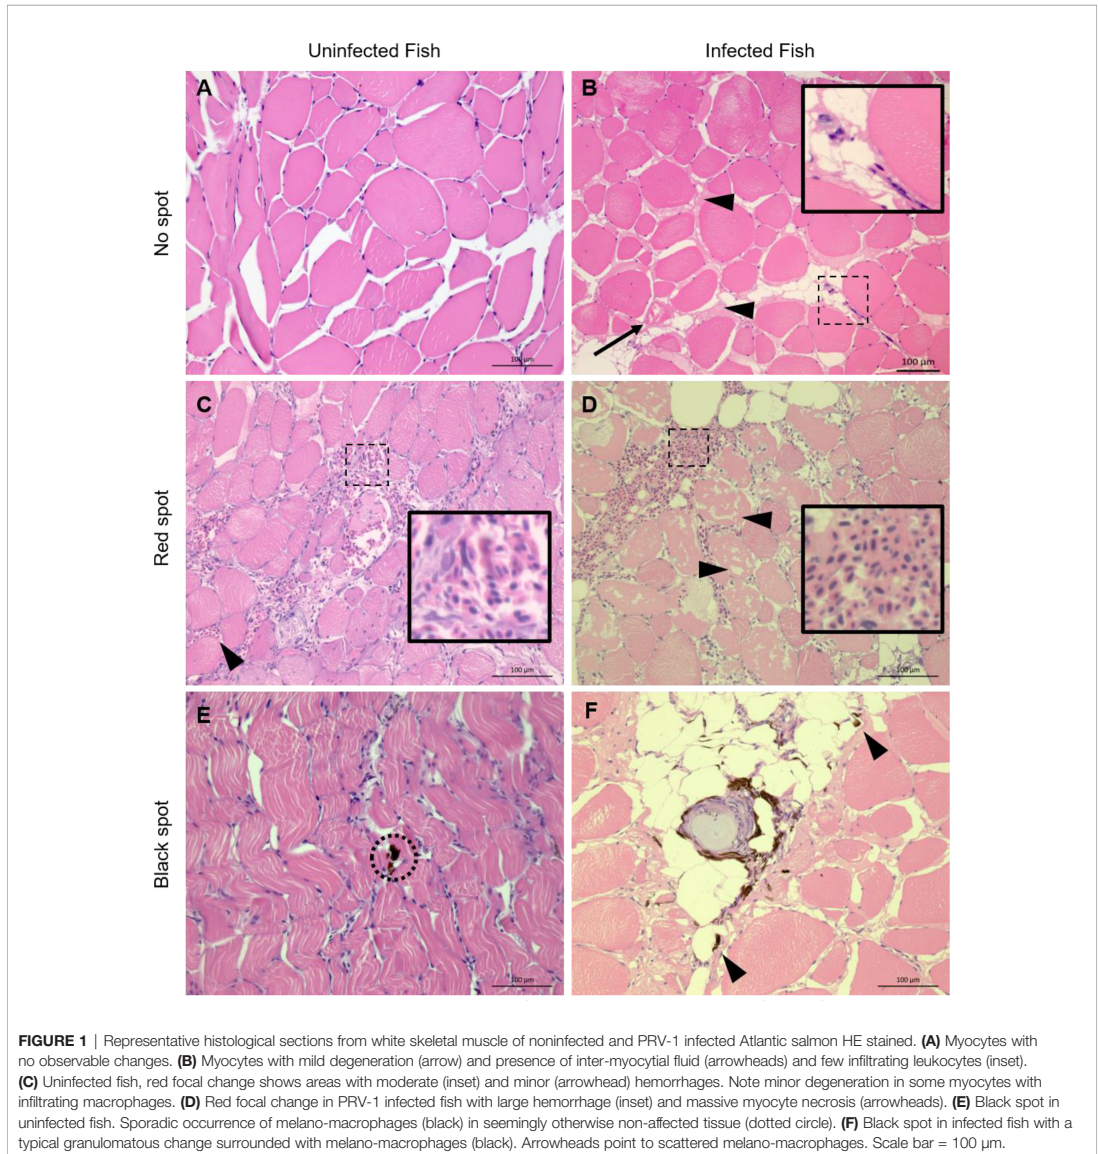 Uninfected Fish
Infected Fish
No spot
A
100 µm
B
100 µm
Red spot
C
100 µm
D
100 µm
Black spot
E
100 µm
F
100 µm
FIGURE 1 | Representative histological sections from white skeletal muscle of noninfected and PRV-1 infected Atlantic salmon HE stained. (A) Myocytes with
no observable changes. (B) Myocytes with mild degeneration (arrow) and presence of inter-myocytial fluid (arrowheads) and few infiltrating leukocytes (inset).
(C) Uninfected fish, red focal change shows areas with moderate (inset) and minor (arrowhead) hemorrhages. Note minor degeneration in some myocytes with
infiltrating macrophages. (D) Red focal change in PRV-1 infected fish with large hemorrhage (inset) and massive myocyte necrosis (arrowheads). (E) Black spot in
uninfected fish. Sporadic occurrence of melano-macrophages (black) in seemingly otherwise non-affected tissue (dotted circle). (F) Black spot in infected fish with a
typical granulomatous change surrounded with melano-macrophages (black). Arrowheads point to scattered melano-macrophages. Scale bar = 100 µm.